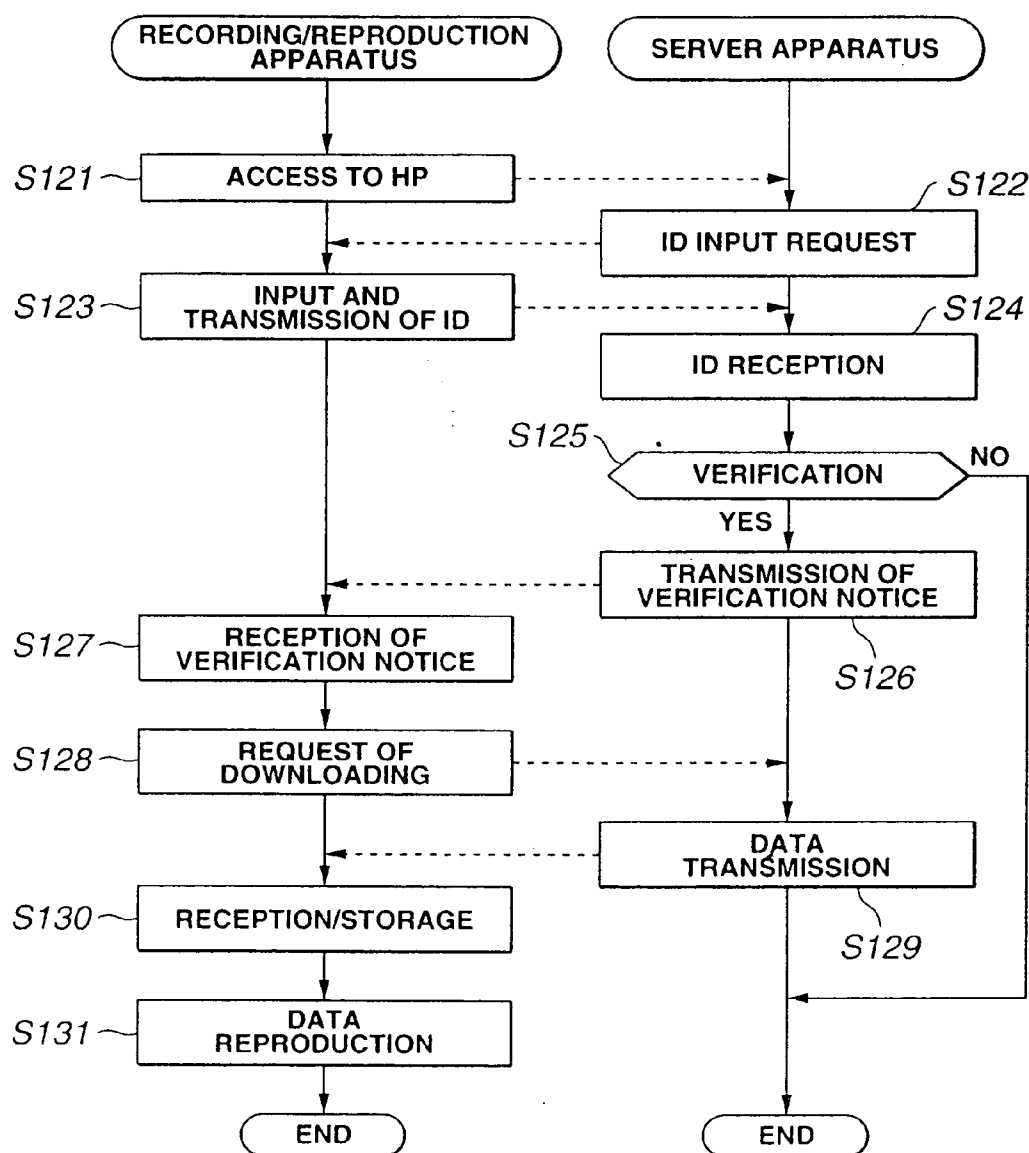 RECORDING/REPRODUCTION
APPARATUS
SERVER APPARATUS
S121
ACCESS TO HP
S122
ID INPUT REQUEST
S123
INPUT AND
TRANSMISSION OF ID
S124
ID RECEPTION
S125
VERIFICATION
NO
YES
TRANSMISSION OF
VERIFICATION NOTICE
S126
S127
RECEPTION OF
VERIFICATION NOTICE
S128
REQUEST OF
DOWNLOADING
DATA
TRANSMISSION
S129
S130
RECEPTION/STORAGE
S131
DATA
REPRODUCTION
END
END